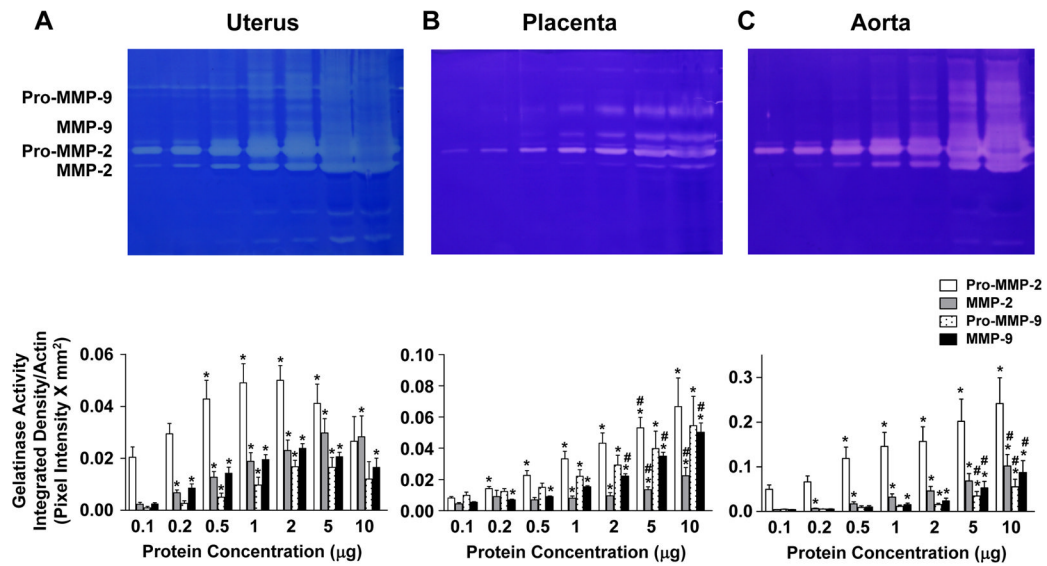 A Uterus
B Placenta
C Aorta
Pro-MMP-9
MMP-9
Pro-MMP-2
MMP-2
Pro-MMP-2
MMP-2
Pro-MMP-9
MMP-9
Gelatinase Activity
Integrated Density/Actin
(Pixel Intensity X mm²)
0.06
0.04
0.02
0.00
* * * * * * * * * * * * * * * * * * * * *
0.1 0.2 0.5 1 2 5 10
Protein Concentration (µg)
0.10
0.08
0.06
0.04
0.02
0.00
0.1 0.2 0.5 1 2 5 10
Protein Concentration (µg)
0.3
0.2
0.1
0.0
0.1 0.2 0.5 1 2 5 10
Protein Concentration (µg)